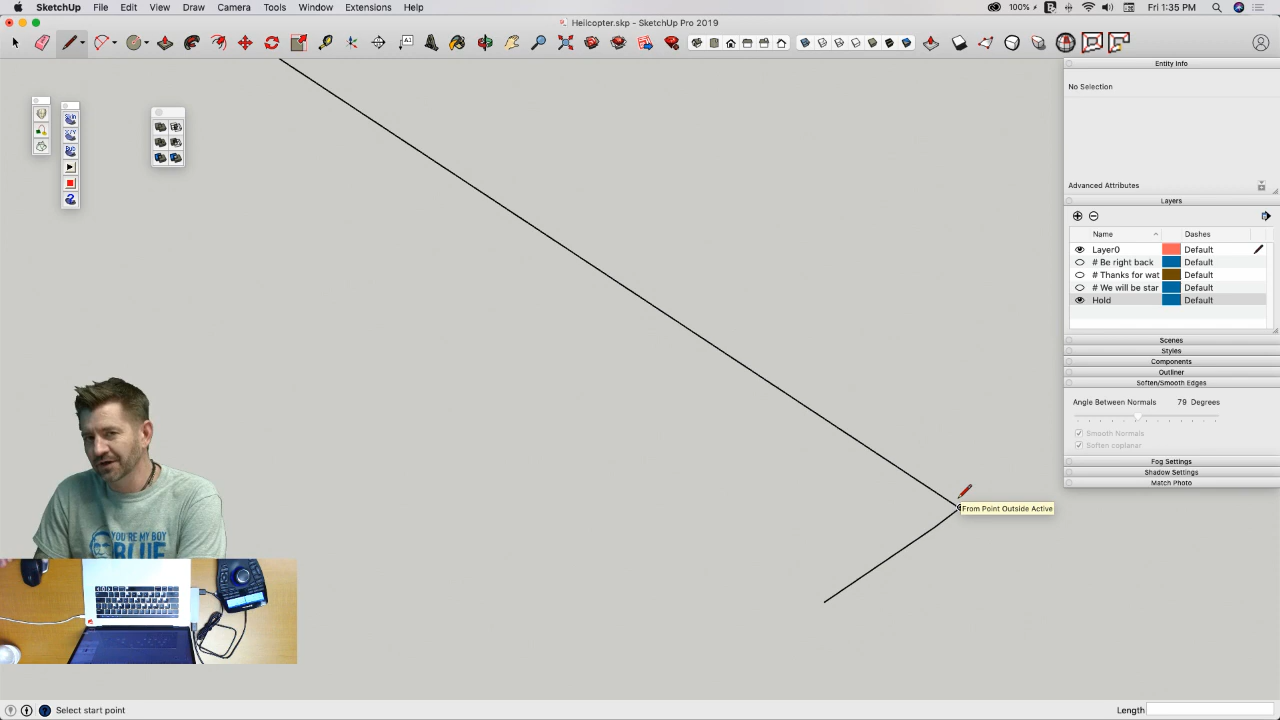 SketchUp File Edit View Draw Camera Tools Window Extensions Help
100% Fri 1:35 PM
Helicopter.skp - SketchUp Pro 2019
Entity Info
No Selection
Advanced Attributes
Layers
Name Dashes
Layer0 Default
# Be right back Default
# Thanks for wat Default
# We will be star Default
Hold Default
Scenes
Styles
Components
Outliner
Soften/Smooth Edges
Angle Between Normals 79 Degrees
Smooth Normals
Soften coplanar
Fog Settings
Shadow Settings
Match Photo
From Point Outside Active
YOU'RE MY BOY
BLUE
Select start point
Length